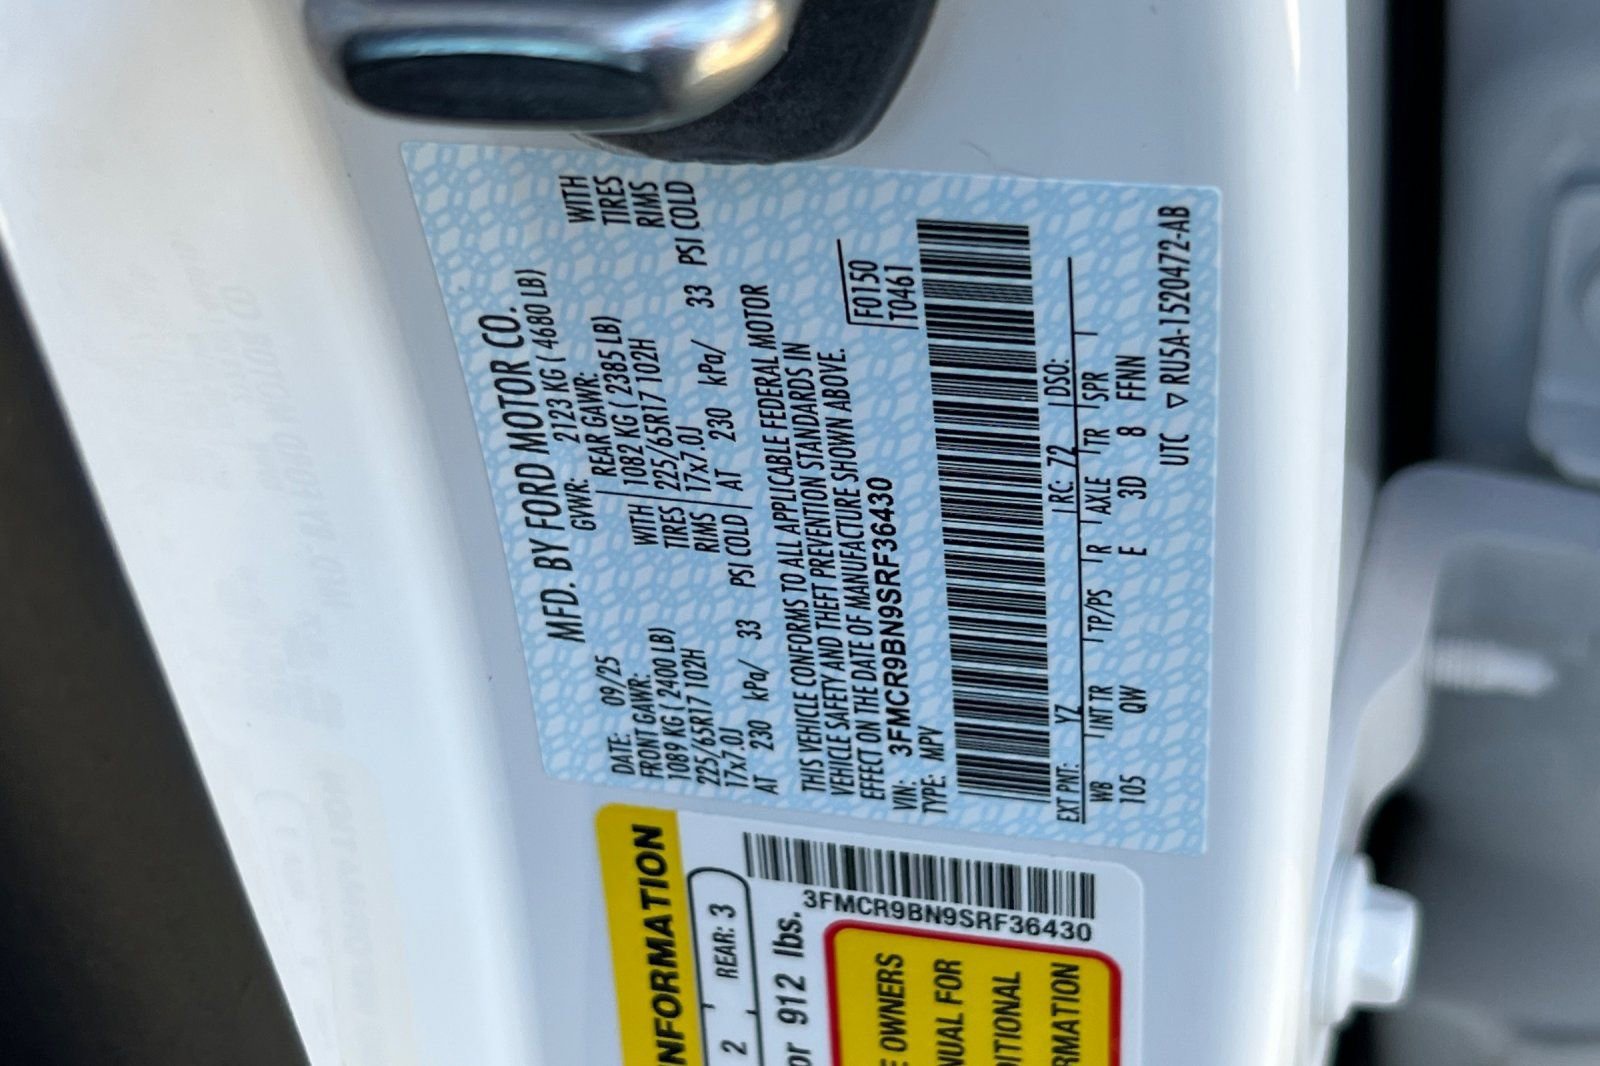 MFD. BY FORD MOTOR CO.
DATE: 09/25 GVWR: 2123 KG ( 4680 LB)
FRONT GAWR: REAR GAWR:
1089 KG ( 2400 LB) WITH 1082 KG ( 2385 LB) WITH
225/65R17 102H TIRES 225/65R17 102H TIRES
17x7.0J RIMS 17x7.0J RIMS
AT 230 kPa/ 33 PSI COLD AT 230 kPa/ 33 PSI COLD
THIS VEHICLE CONFORMS TO ALL APPLICABLE FEDERAL MOTOR
VEHICLE SAFETY AND THEFT PREVENTION STANDARDS IN
EFFECT ON THE DATE OF MANUFACTURE SHOWN ABOVE.
VIN: 3FMCR9BN9SRF36430 F0150
TYPE: MPV T0461
EXT PNT: YZ RC: 72 DSO:
WB INT TR TP/PS R AXLE TR SPR
105 QW E 3D 8 FFNN
UTC ▽ RU5A-1520472-AB
INFORMATION
2 REAR: 3
or 912 lbs.
3FMCR9BN9SRF36430
OWNERS
FOR